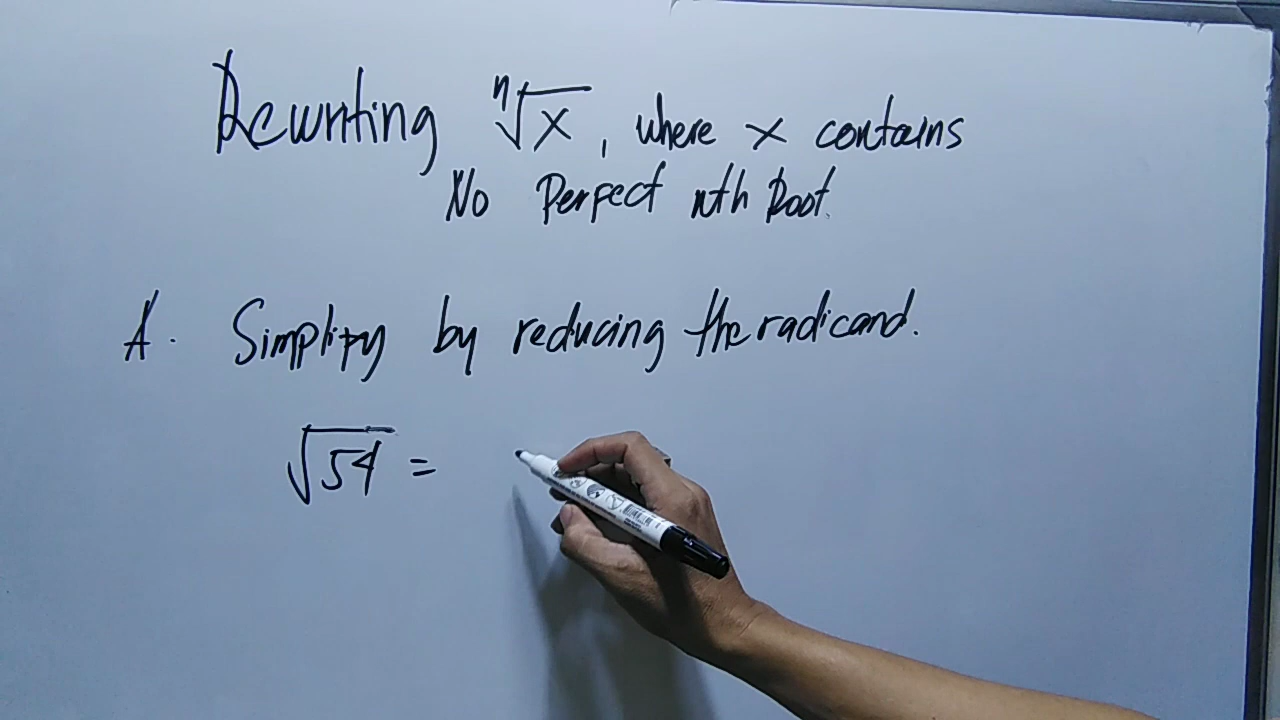 Rewriting ⁿ√x, where x contains
No Perfect nth Root.
A. Simplify by reducing the radicand.
√54 =